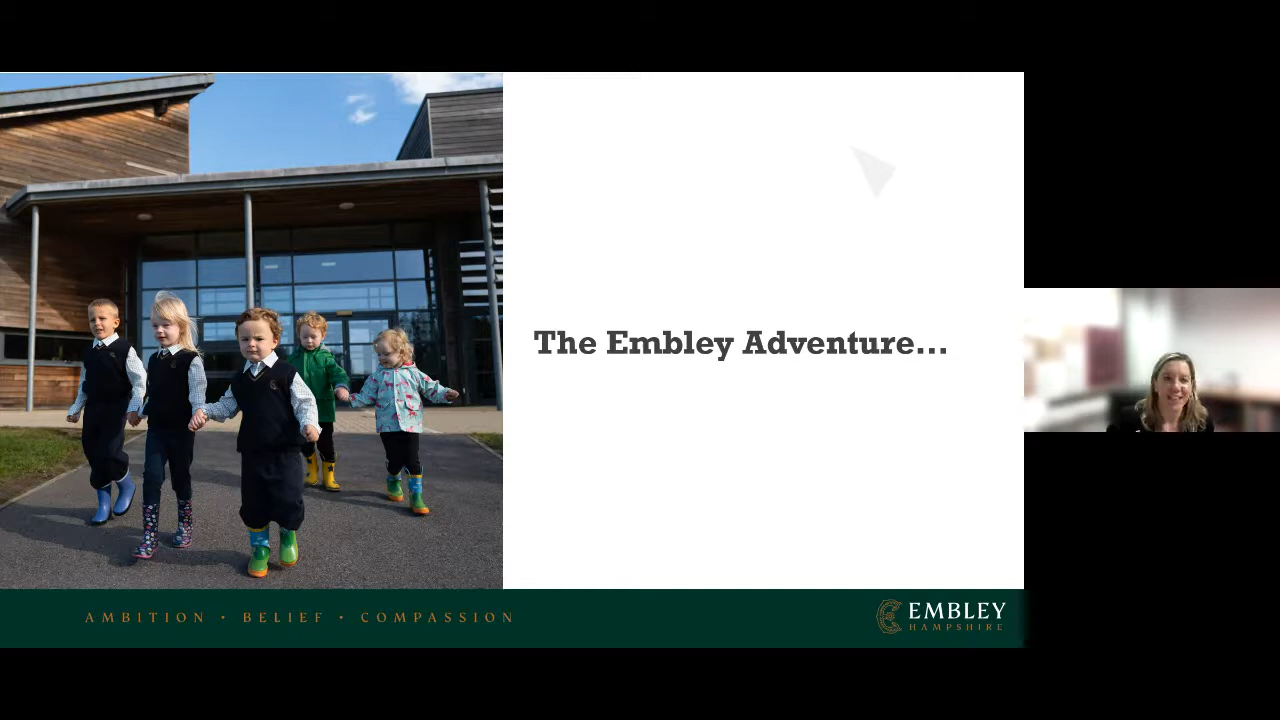 The Embley Adventure...
AMBITION • BELIEF • COMPASSION
EMBLEY
HAMPSHIRE